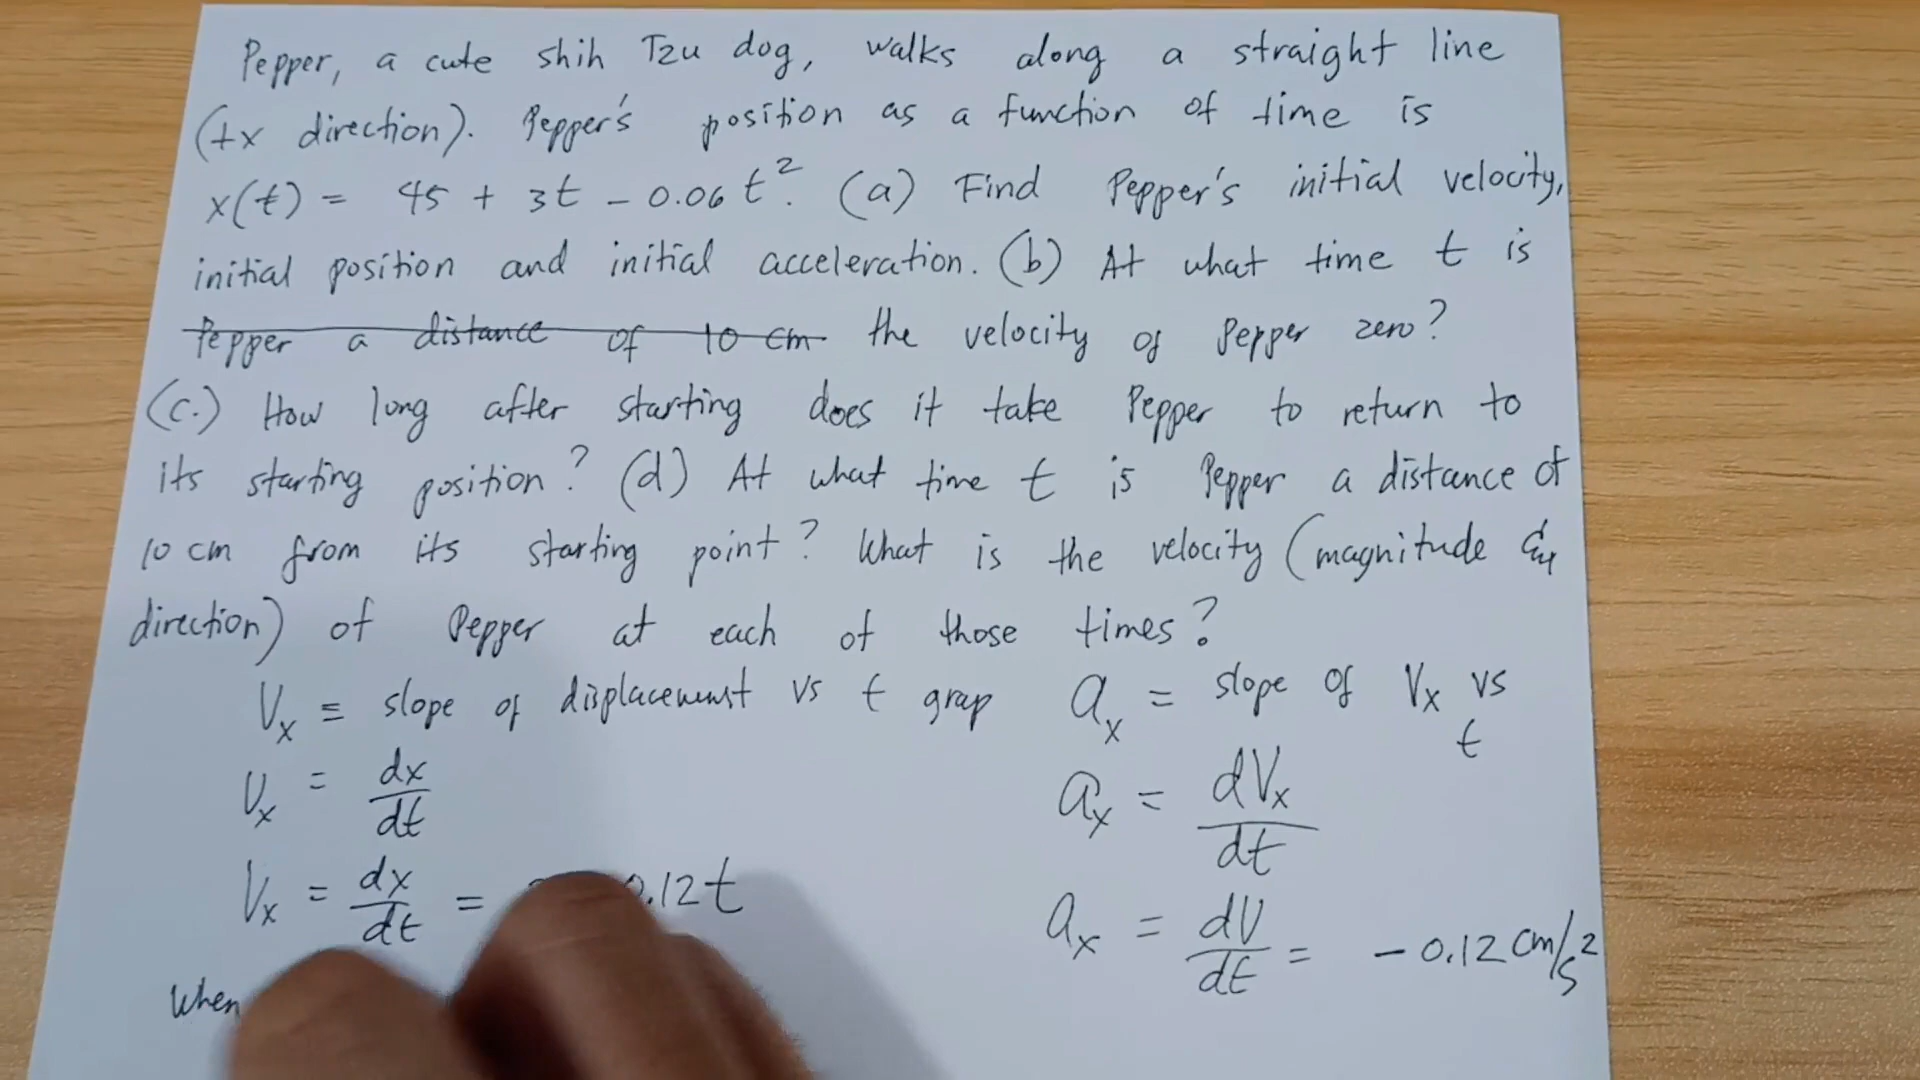 Pepper, a cute shih Tzu dog, walks along a straight line
(+x direction). Pepper's position as a function of time is
x(t) = 45 + 3t - 0.06t². (a) Find Pepper's initial velocity,
initial position and initial acceleration. (b) At what time t is
Pepper a distance of 10 cm the velocity of Pepper zero?
(c.) How long after starting does it take Pepper to return to
its starting position? (d) At what time t is Pepper a distance of
10 cm from its starting point? What is the velocity (magnitude &
direction) of Pepper at each of those times?
Vx ≡ slope of displacement vs t grap
Vx = dx/dt
Vx = dx/dt = .12t
When
ax = slope of Vx vs
t
ax = dVx/dt
ax = dV/dt = -0.12 cm/s²